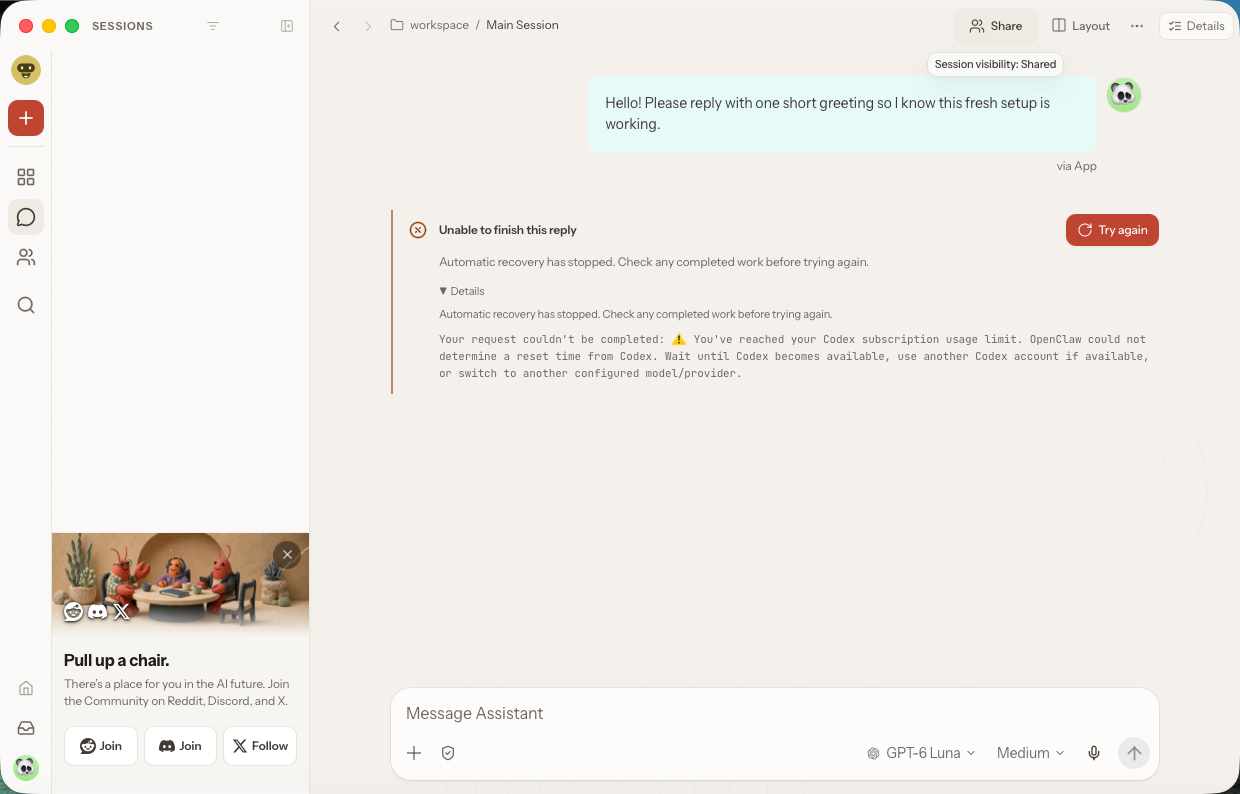 SESSIONS
workspace / Main Session
Share
Layout
Details
Session visibility: Shared
Hello! Please reply with one short greeting so I know this fresh setup is
working.
via App
Unable to finish this reply
Try again
Automatic recovery has stopped. Check any completed work before trying again.
▼ Details
Automatic recovery has stopped. Check any completed work before trying again.
Your request couldn't be completed: ⚠️ You've reached your Codex subscription usage limit. OpenClaw could not
determine a reset time from Codex. Wait until Codex becomes available, use another Codex account if available,
or switch to another configured model/provider.
Pull up a chair.
There's a place for you in the AI future. Join
the Community on Reddit, Discord, and X.
Join
Join
Follow
Message Assistant
GPT-6 Luna
Medium